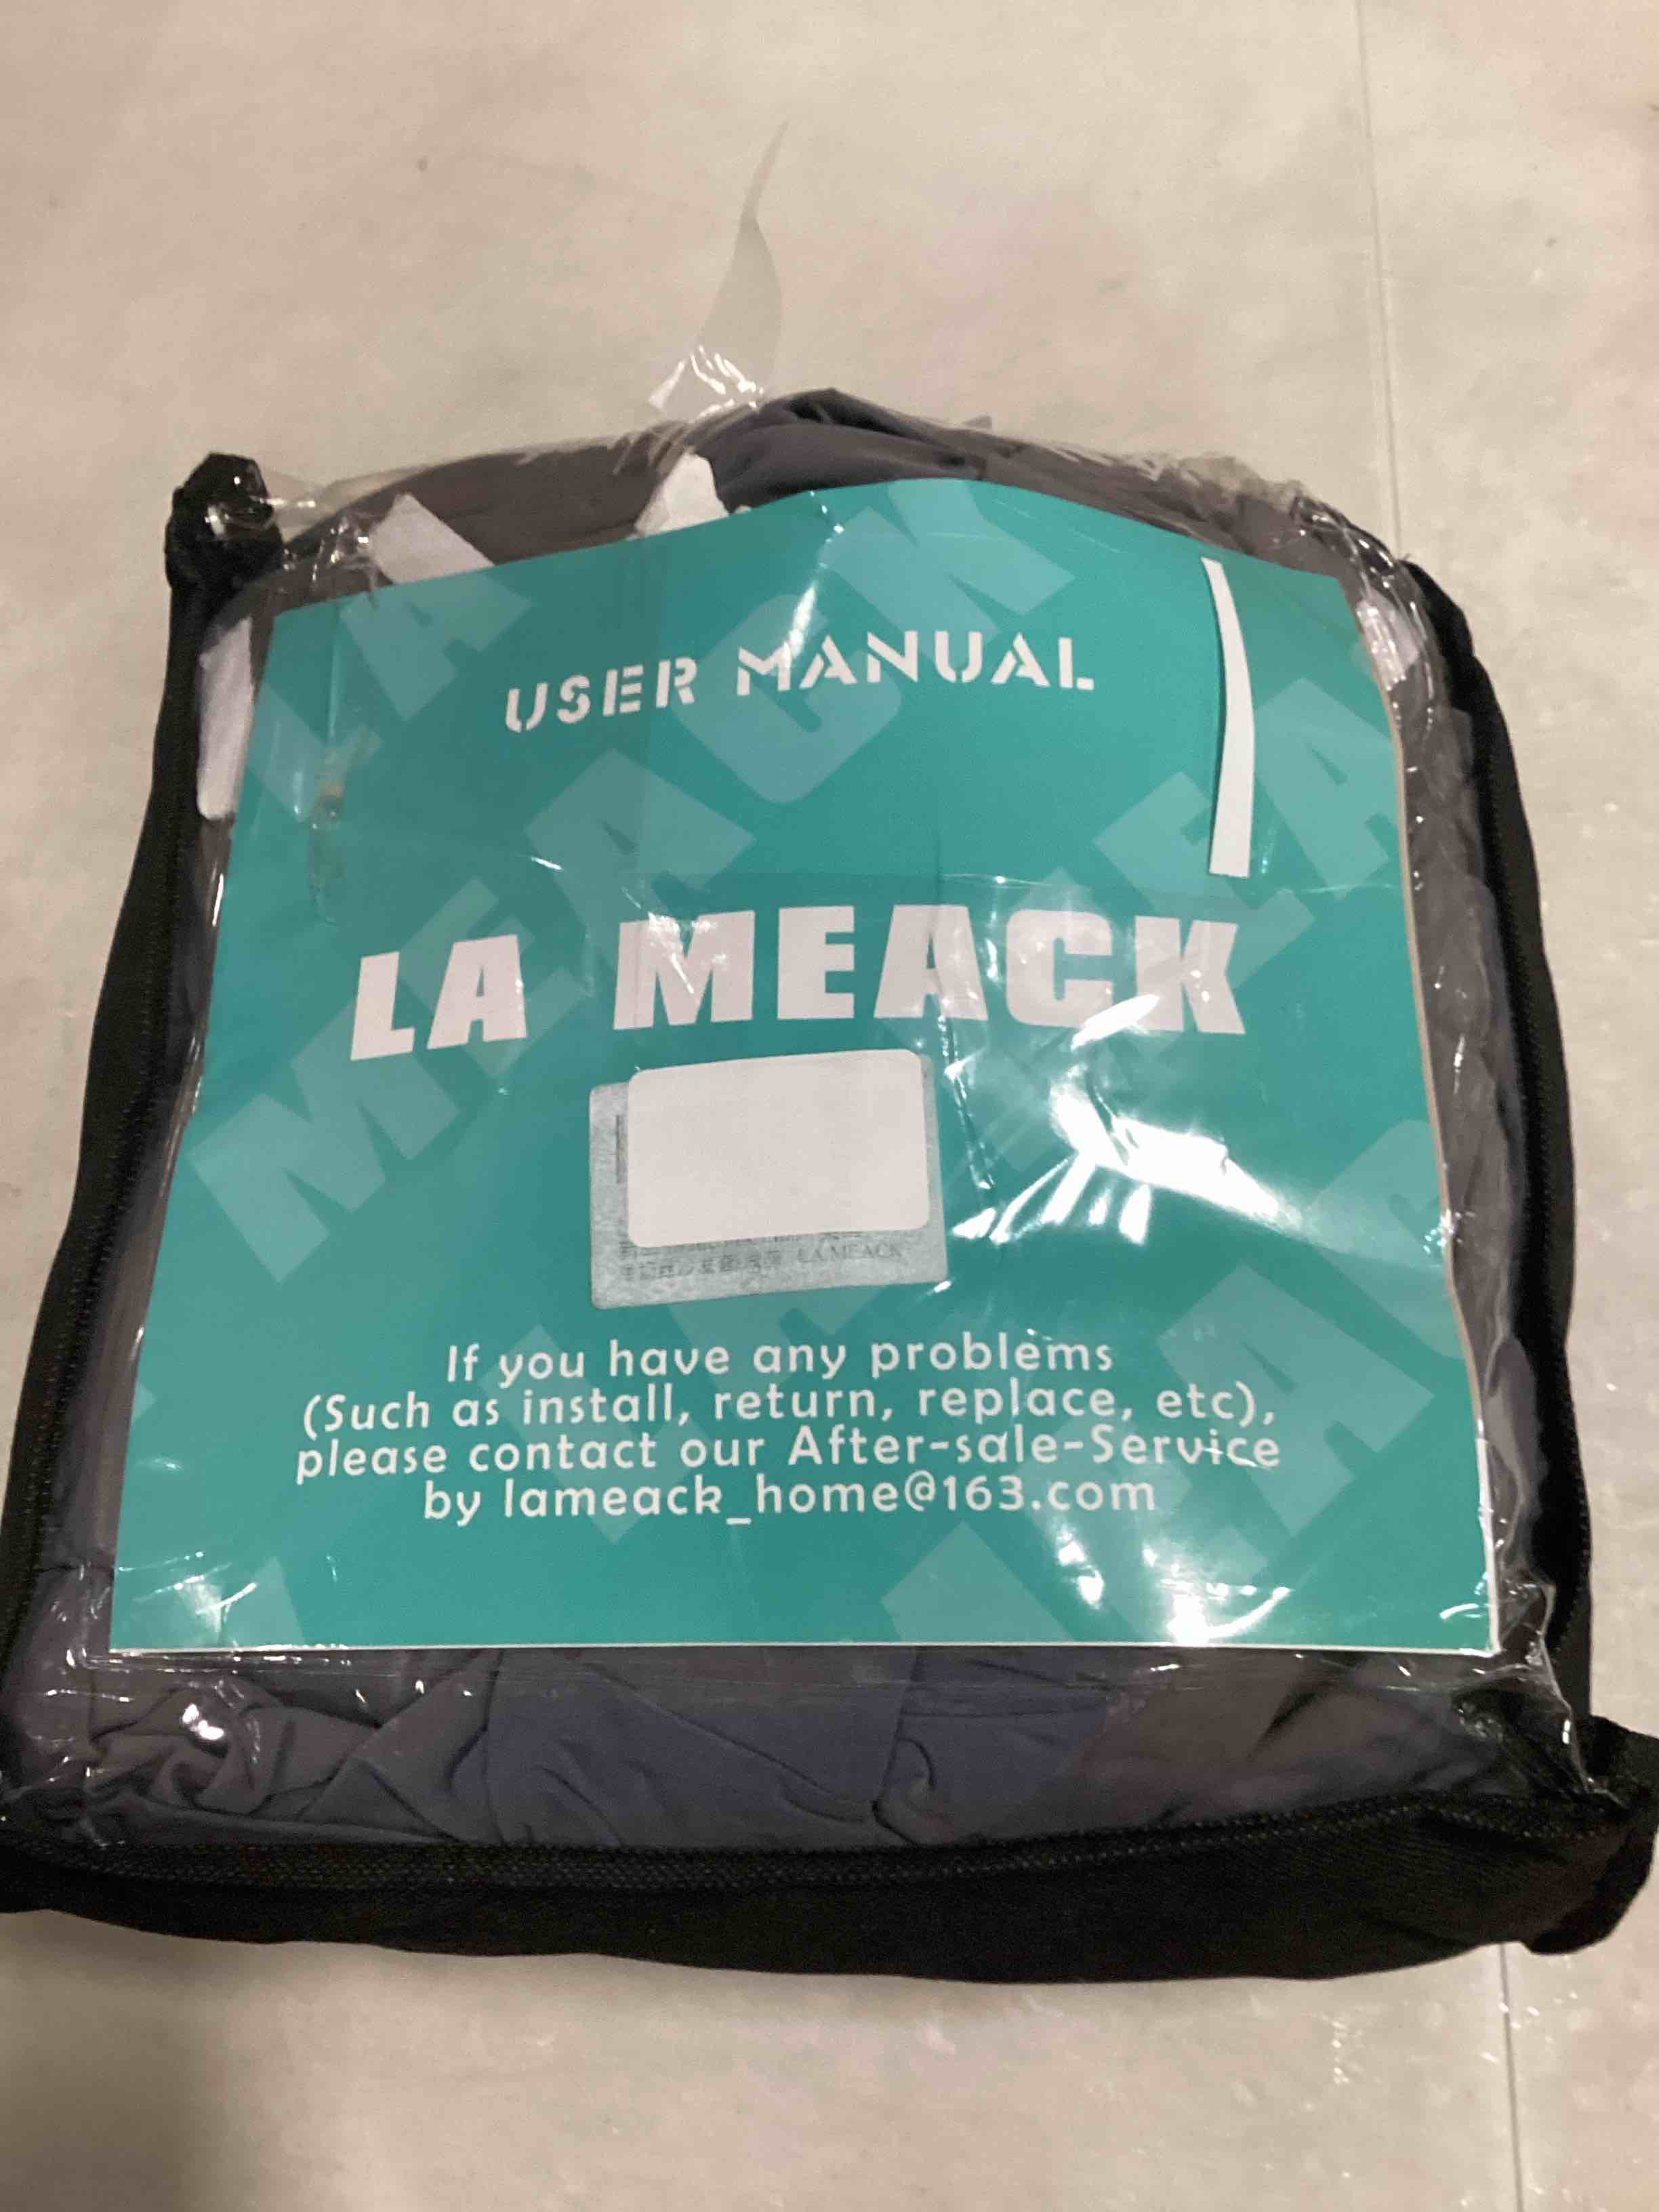 USER MANUAL
LA MEACK
LA MEACK
If you have any problems
(Such as install, return, replace, etc),
please contact our After-sale-Service
by lameack_home@163.com